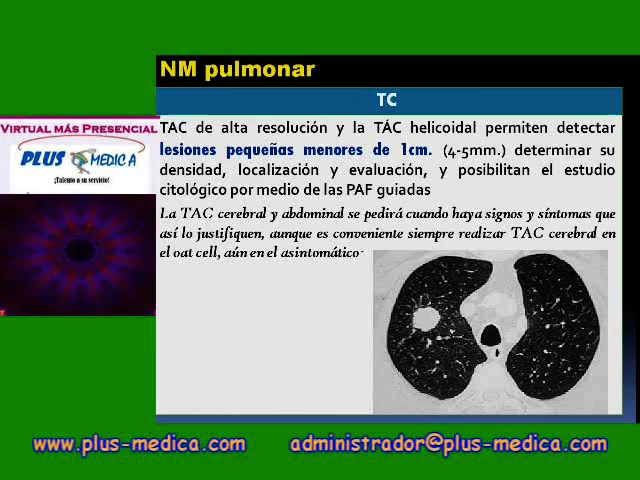 NM pulmonar
TC
VIRTUAL MÁS PRESENCIAL
PLUS MEDICA
¡Talento a su servicio!
TAC de alta resolución y la TÁC helicoidal permiten detectar
lesiones pequeñas menores de 1cm. (4-5mm.) determinar su
densidad, localización y evaluación, y posibilitan el estudio
citológico por medio de las PAF guiadas
La TAC cerebral y abdominal se pedirá cuando haya signos y síntomas que
así lo justifiquen, aunque es conveniente siempre realizar TAC cerebral en
el oat cell, aún en el asintomático.
www.plus-medica.com administrador@plus-medica.com